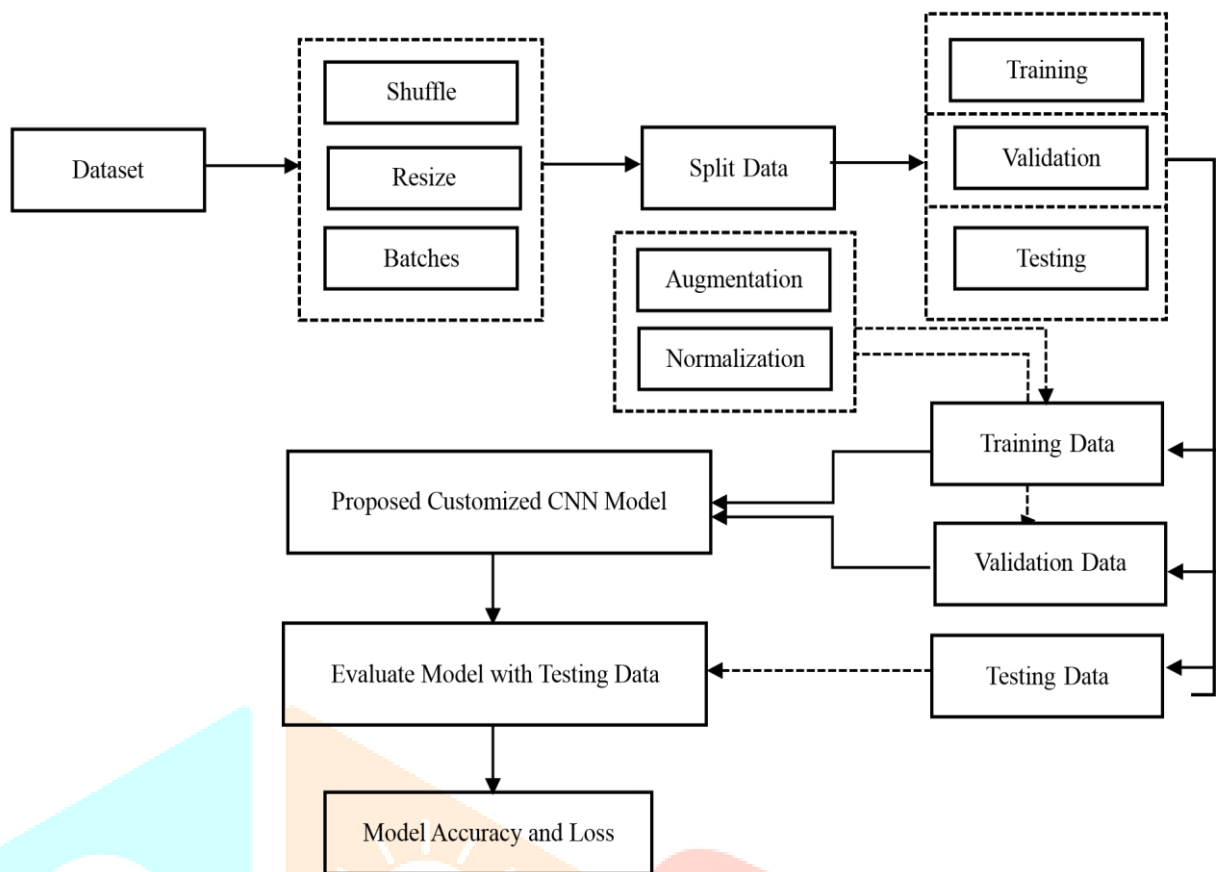 Dataset
Shuffle
Resize
Batches
Split Data
Training
Validation
Testing
Augmentation
Normalization
Training Data
Proposed Customized CNN Model
Validation Data
Evaluate Model with Testing Data
Testing Data
Model Accuracy and Loss